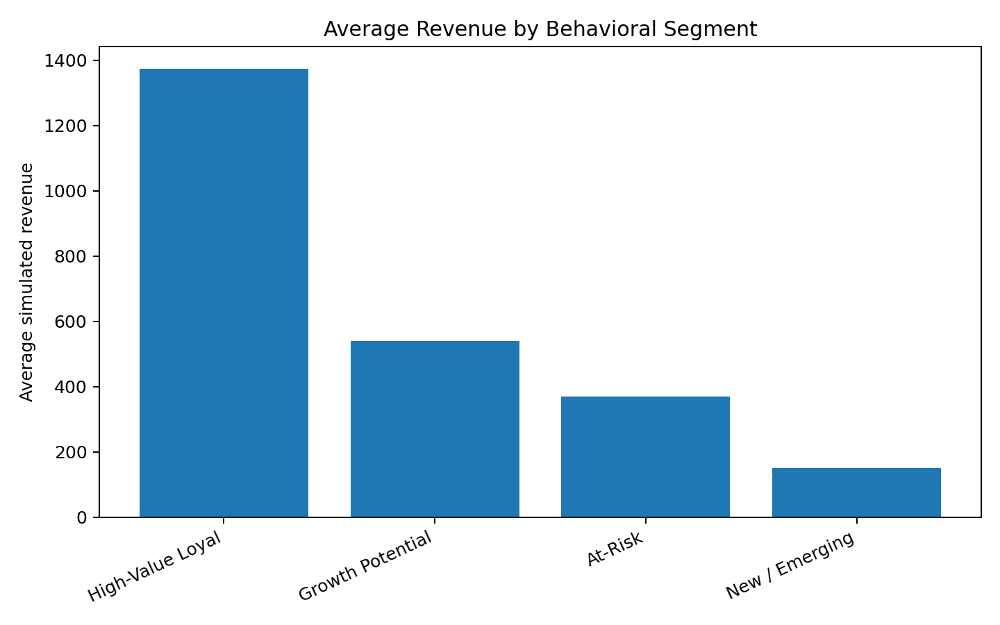 Average Revenue by Behavioral Segment
Average simulated revenue
1400
1200
1000
800
600
400
200
0
High-Value Loyal
Growth Potential
At-Risk
New / Emerging